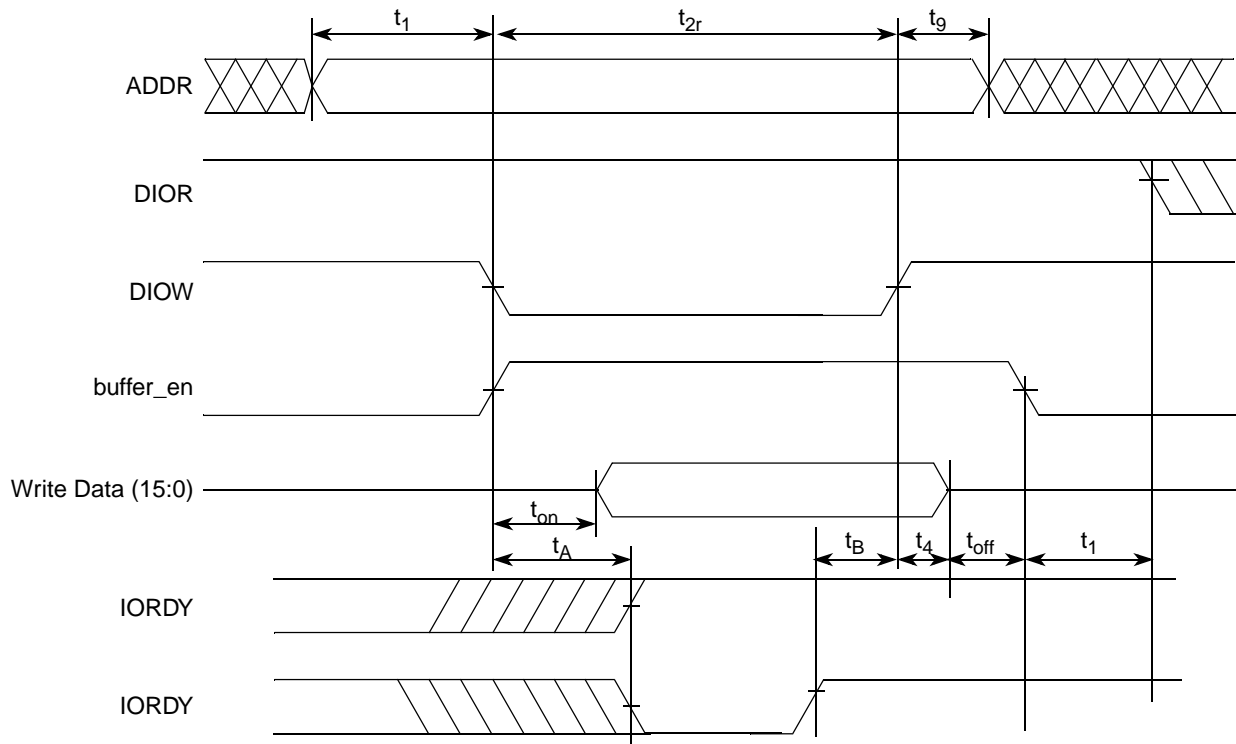 t1 t2r t9
ADDR
DIOR
DIOW
buffer_en
Write Data (15:0)
ton
tA tB t4 toff t1
IORDY
IORDY